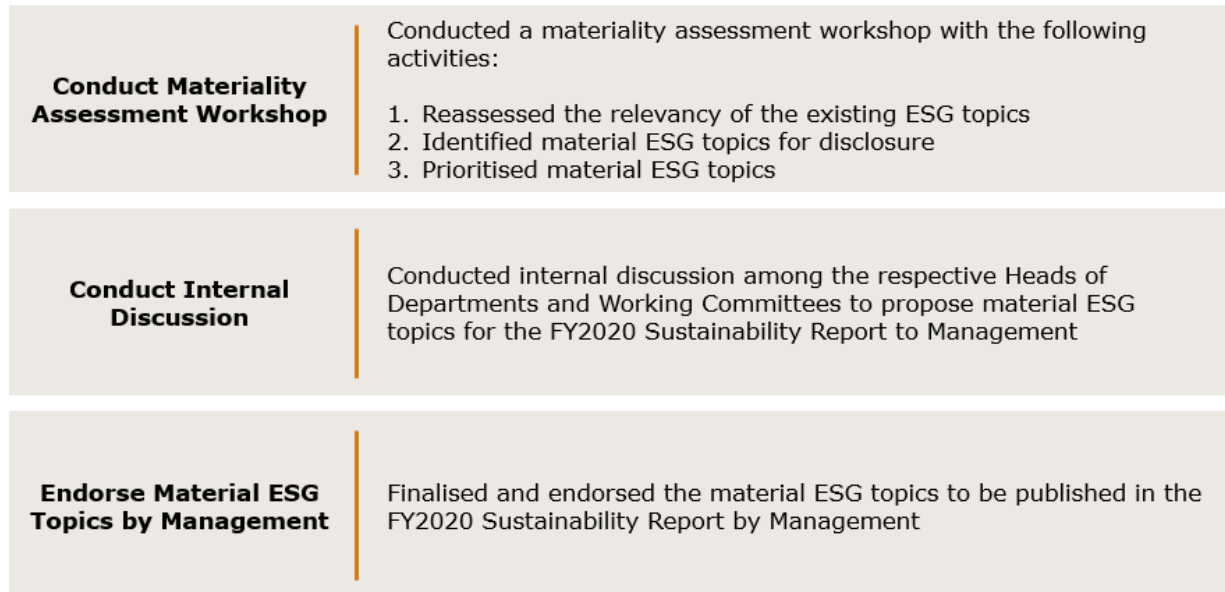 Conduct Materiality
Assessment Workshop
Conducted a materiality assessment workshop with the following
activities:
1. Reassessed the relevancy of the existing ESG topics
2. Identified material ESG topics for disclosure
3. Prioritised material ESG topics
Conduct Internal
Discussion
Conducted internal discussion among the respective Heads of
Departments and Working Committees to propose material ESG
topics for the FY2020 Sustainability Report to Management
Endorse Material ESG
Topics by Management
Finalised and endorsed the material ESG topics to be published in the
FY2020 Sustainability Report by Management